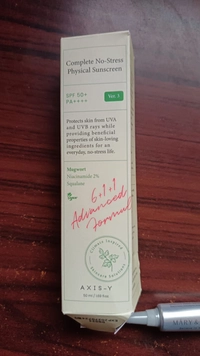 Complete No-Stress
Physical Sunscreen
SPF 50+
PA++++
Ver. 3
Protects skin from UVA
and UVB rays while
providing beneficial
properties of skin-loving
ingredients for an
everyday, no-stress life.
Mugwort
Niacinamide 2%
Squalane
6+1+1
Advanced
Formula
AXIS-Y
MARY